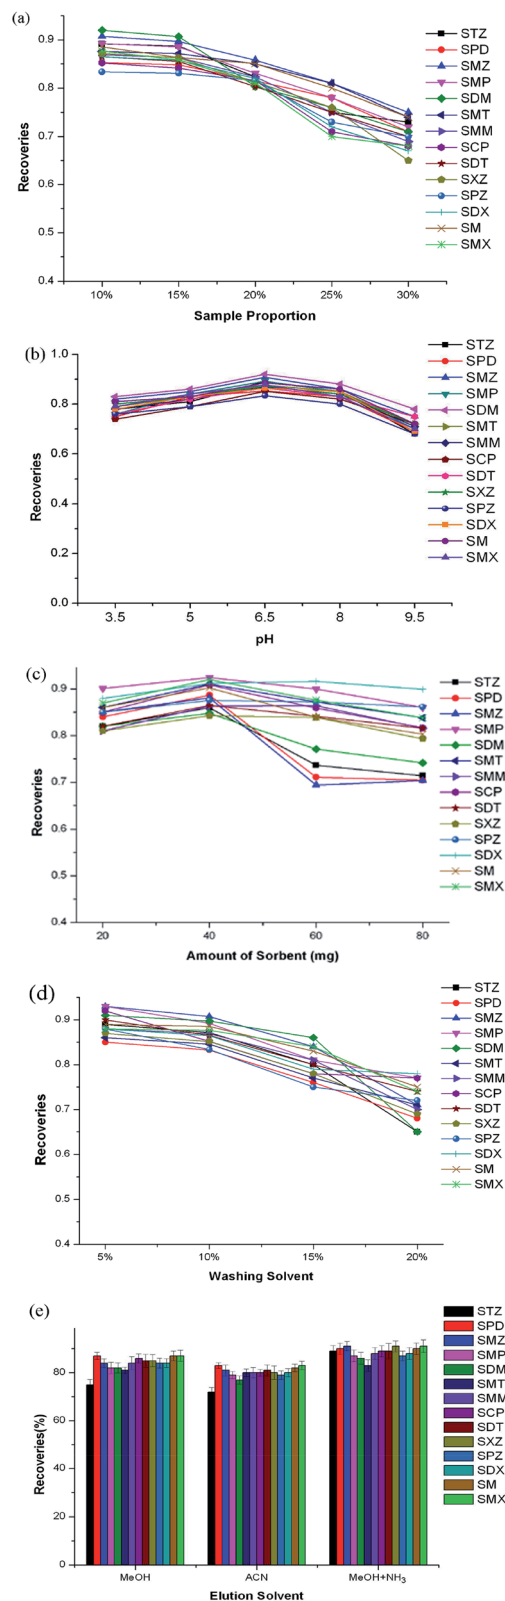 (a)
0.9
0.8
0.7
0.6
0.5
0.4
Recoveries
10% 15% 20% 25% 30%
Sample Proportion
STZ
SPD
SMZ
SMP
SDM
SMT
SMM
SCP
SDT
SXZ
SPZ
SDX
SM
SMX
(b)
1.0
0.8
0.6
0.4
0.2
0.0
Recoveries
3.5 5 6.5 8 9.5
pH
STZ
SPD
SMZ
SMP
SDM
SMT
SMM
SCP
SDT
SXZ
SPZ
SDX
SM
SMX
(c)
0.9
0.8
0.7
0.6
0.5
0.4
Recoveries
20 40 60 80
Amount of Sorbent (mg)
STZ
SPD
SMZ
SMP
SDM
SMT
SMM
SCP
SDT
SXZ
SPZ
SDX
SM
SMX
(d)
0.9
0.8
0.7
0.6
0.5
0.4
Recoveries
5% 10% 15% 20%
Washing Solvent
STZ
SPD
SMZ
SMP
SDM
SMT
SMM
SCP
SDT
SXZ
SPZ
SDX
SM
SMX
(e)
80
60
40
20
0
Recoveries(%)
MeOH ACN MeOH+NH₃
Elution Solvent
STZ
SPD
SMZ
SMP
SDM
SMT
SMM
SCP
SDT
SXZ
SPZ
SDX
SM
SMX